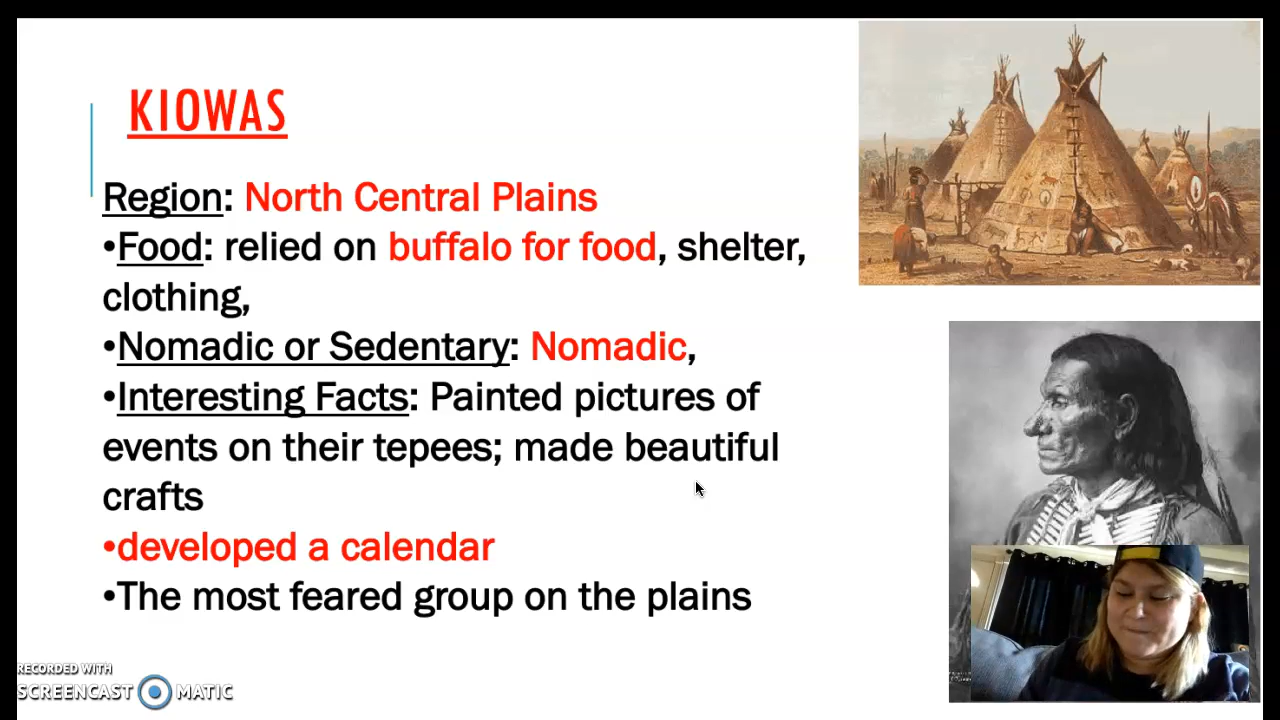 KIOWAS
Region: North Central Plains
•Food: relied on buffalo for food, shelter,
clothing,
•Nomadic or Sedentary: Nomadic,
•Interesting Facts: Painted pictures of
events on their tepees; made beautiful
crafts
•developed a calendar
•The most feared group on the plains
RECORDED WITH
SCREENCAST MATIC